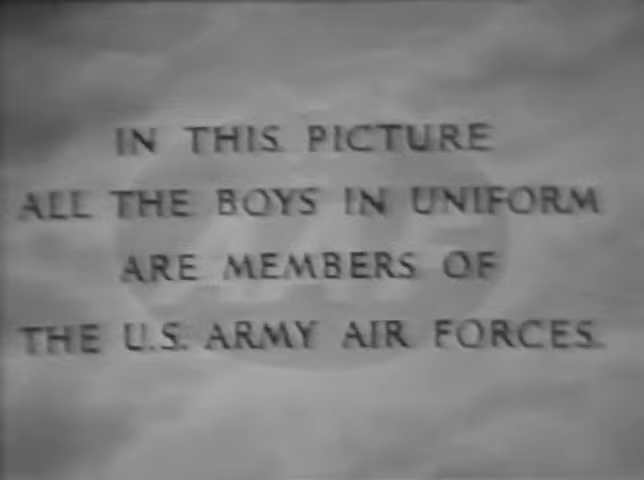 IN THIS PICTURE
ALL THE BOYS IN UNIFORM
ARE MEMBERS OF
THE U.S. ARMY AIR FORCES.